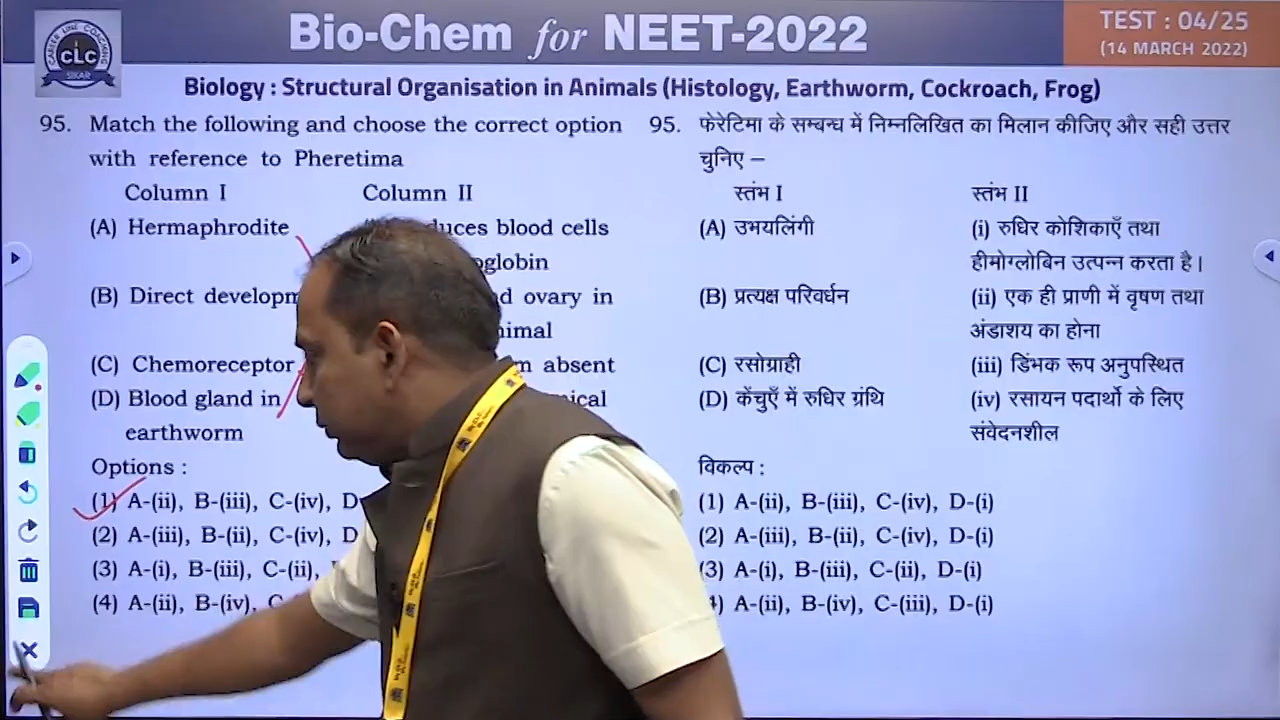 Bio-Chem for NEET-2022
TEST : 04/25
(14 MARCH 2022)
CAREER LINE COACHING
CLC
SIKAR
Biology : Structural Organisation in Animals (Histology, Earthworm, Cockroach, Frog)
95. Match the following and choose the correct option
with reference to Pheretima
Column I Column II
(A) Hermaphrodite duces blood cells
oglobin
(B) Direct developm d ovary in
nimal
(C) Chemoreceptor m absent
(D) Blood gland in ical
earthworm
Options :
(1) A-(ii), B-(iii), C-(iv), D
(2) A-(iii), B-(ii), C-(iv), D
(3) A-(i), B-(iii), C-(ii),
(4) A-(ii), B-(iv), C
95. फेरेटिमा के सम्बन्ध में निम्नलिखित का मिलान कीजिए और सही उत्तर
चुनिए –
स्तंभ I स्तंभ II
(A) उभयलिंगी (i) रुधिर कोशिकाएँ तथा
हीमोग्लोबिन उत्पन्न करता है।
(B) प्रत्यक्ष परिवर्धन (ii) एक ही प्राणी में वृषण तथा
अंडाशय का होना
(C) रसोग्राही (iii) डिंभक रूप अनुपस्थित
(D) केंचुएँ में रुधिर ग्रंथि (iv) रसायन पदार्थो के लिए
संवेदनशील
विकल्प :
(1) A-(ii), B-(iii), C-(iv), D-(i)
(2) A-(iii), B-(ii), C-(iv), D-(i)
(3) A-(i), B-(iii), C-(ii), D-(i)
) A-(ii), B-(iv), C-(iii), D-(i)